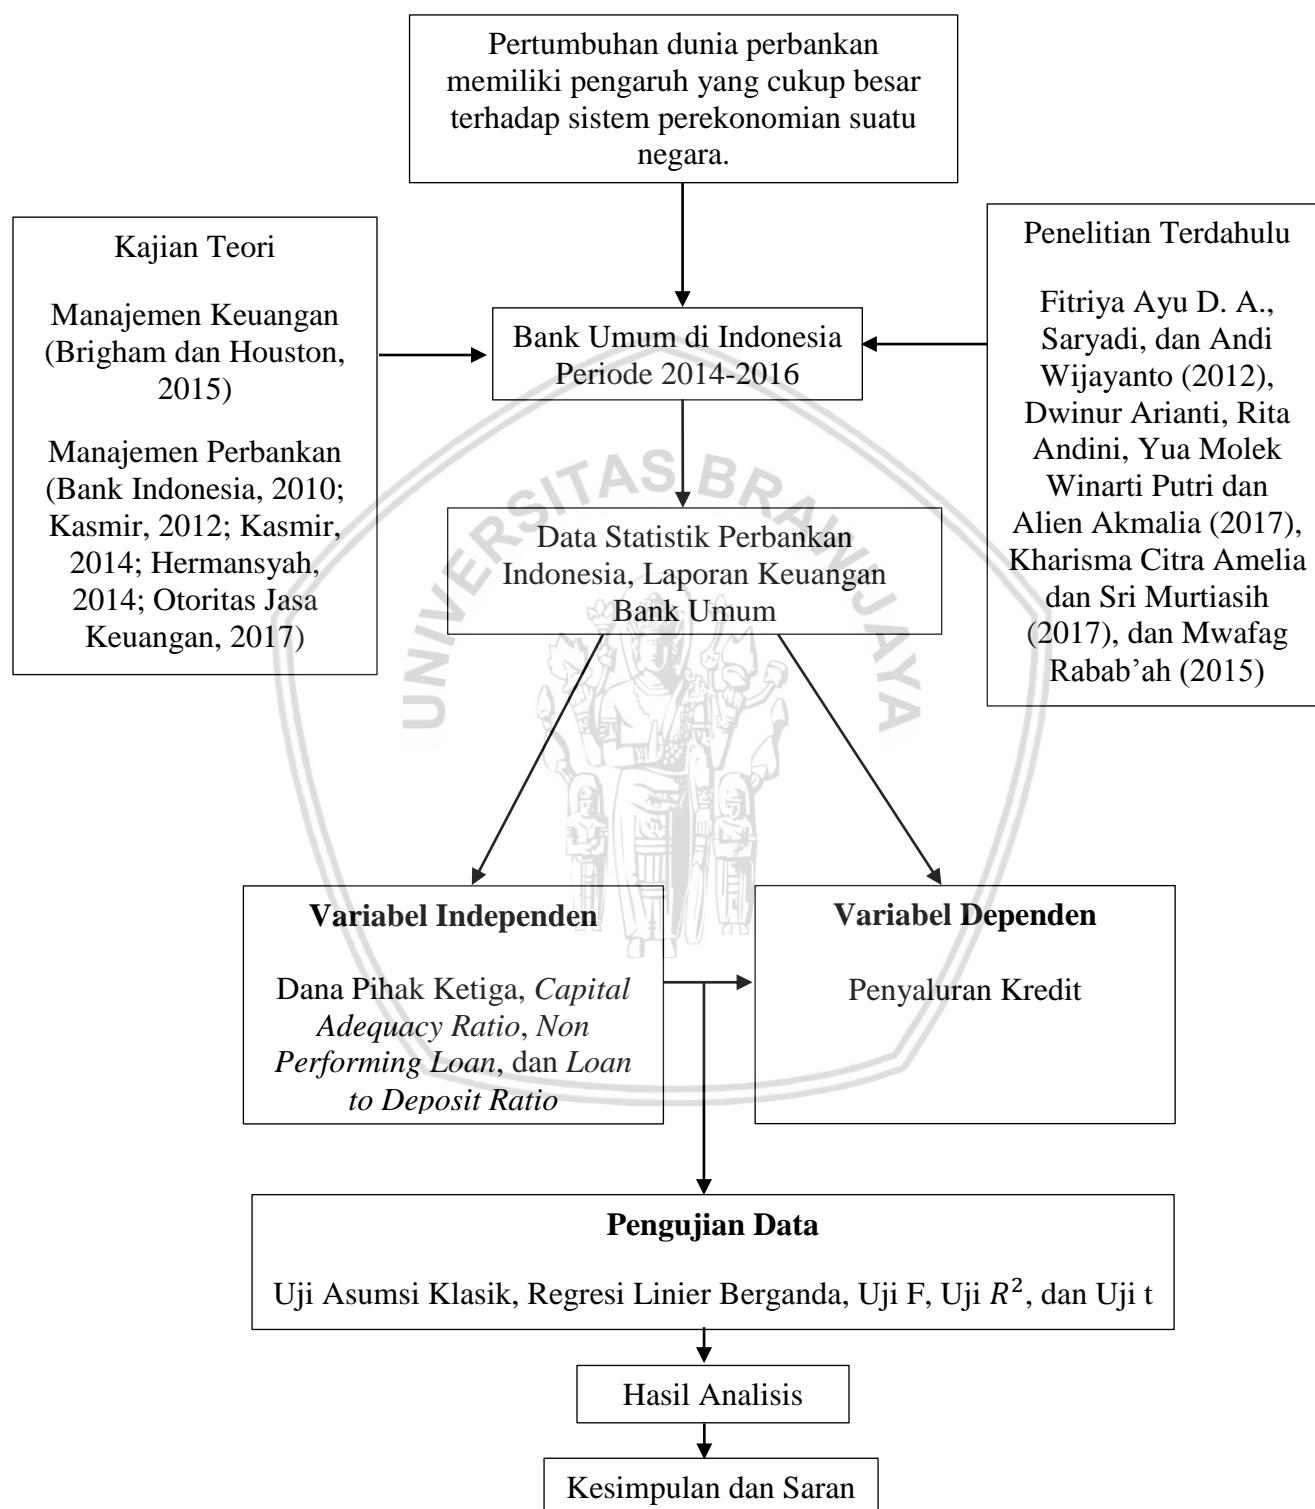 Pertumbuhan dunia perbankan
memiliki pengaruh yang cukup besar
terhadap sistem perekonomian suatu
negara.
Kajian Teori
Manajemen Keuangan
(Brigham dan Houston,
2015)
Manajemen Perbankan
(Bank Indonesia, 2010;
Kasmir, 2012; Kasmir,
2014; Hermansyah,
2014; Otoritas Jasa
Keuangan, 2017)
Bank Umum di Indonesia
Periode 2014-2016
Penelitian Terdahulu
Fitriya Ayu D. A.,
Saryadi, dan Andi
Wijayanto (2012),
Dwinur Arianti, Rita
Andini, Yua Molek
Winarti Putri dan
Alien Akmalia (2017),
Kharisma Citra Amelia
dan Sri Murtiasih
(2017), dan Mwafag
Rabab’ah (2015)
UNIVERSITAS BRAWIJAYA
Data Statistik Perbankan
Indonesia, Laporan Keuangan
Bank Umum
Variabel Independen
Dana Pihak Ketiga, Capital
Adequacy Ratio, Non
Performing Loan, dan Loan
to Deposit Ratio
Variabel Dependen
Penyaluran Kredit
Pengujian Data
Uji Asumsi Klasik, Regresi Linier Berganda, Uji F, Uji R², dan Uji t
Hasil Analisis
Kesimpulan dan Saran